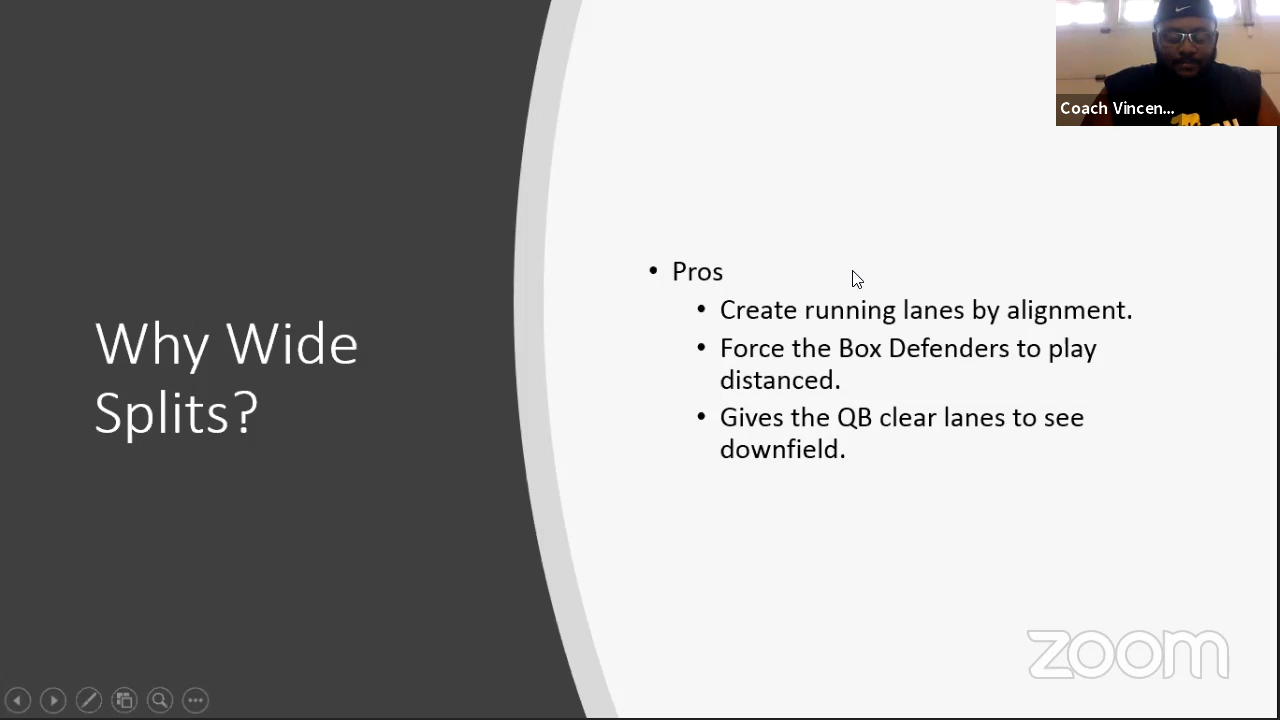 Coach Vincen...
Why Wide
Splits?
• Pros
• Create running lanes by alignment.
• Force the Box Defenders to play
distanced.
• Gives the QB clear lanes to see
downfield.
zoom